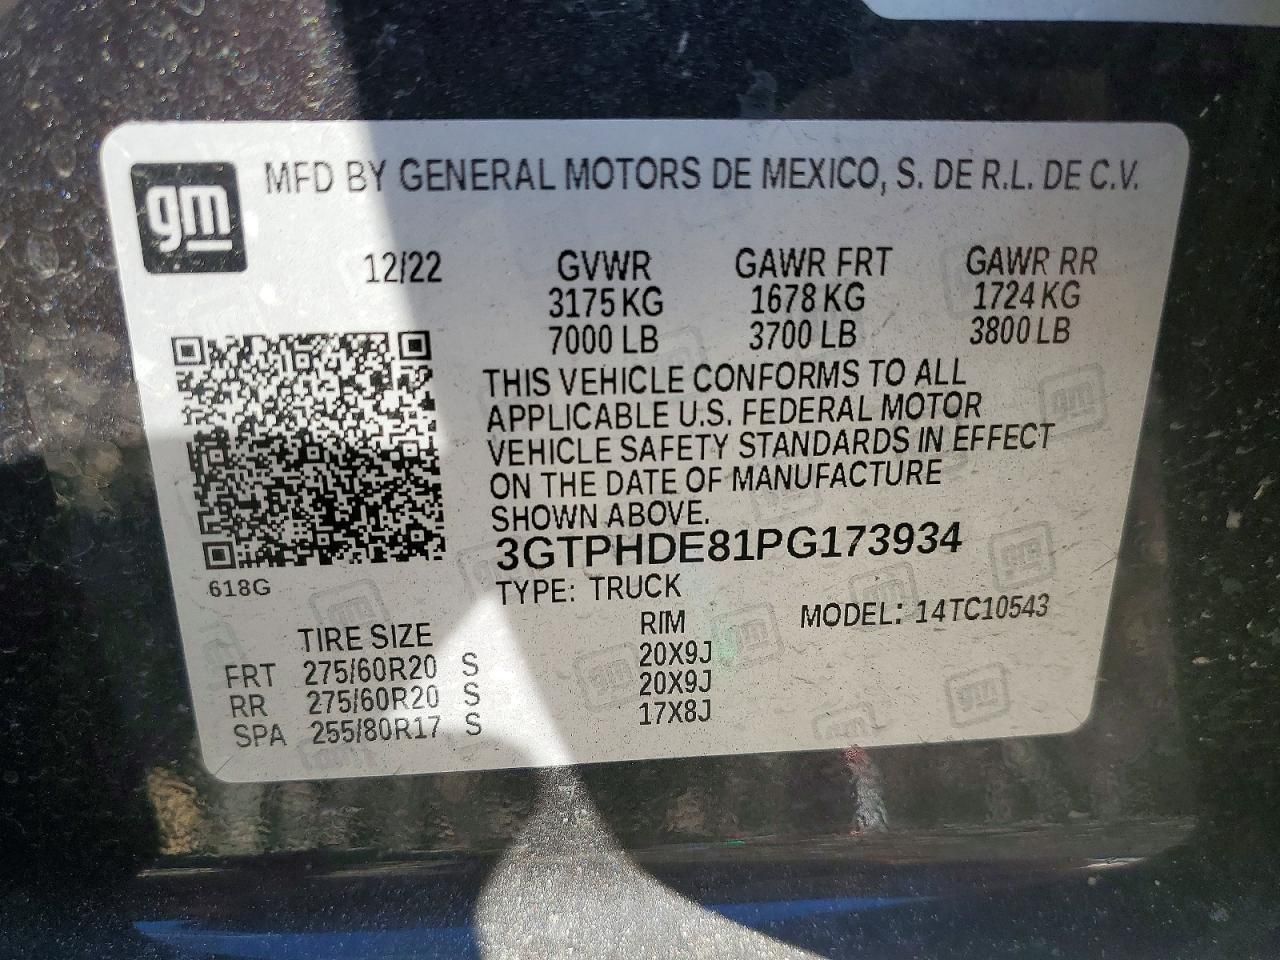 gm
MFD BY GENERAL MOTORS DE MEXICO, S. DE R.L. DE C.V.
12/22 GVWR GAWR FRT GAWR RR
3175 KG 1678 KG 1724 KG
7000 LB 3700 LB 3800 LB
THIS VEHICLE CONFORMS TO ALL
APPLICABLE U.S. FEDERAL MOTOR
VEHICLE SAFETY STANDARDS IN EFFECT
ON THE DATE OF MANUFACTURE
SHOWN ABOVE.
3GTPHDE81PG173934
618G
TYPE: TRUCK
MODEL: 14TC10543
TIRE SIZE RIM
FRT 275/60R20 S 20X9J
RR 275/60R20 S 20X9J
SPA 255/80R17 S 17X8J